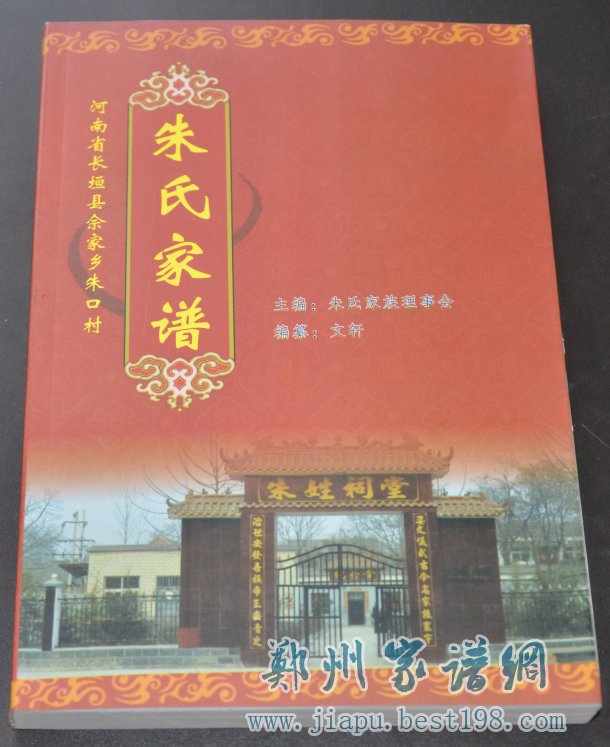 河南省长垣县佘家乡朱口村
朱氏家谱
主编：朱氏家族理事会
编纂：文轩
朱姓祠堂
郑州家谱網
www.jiapu.best198.com